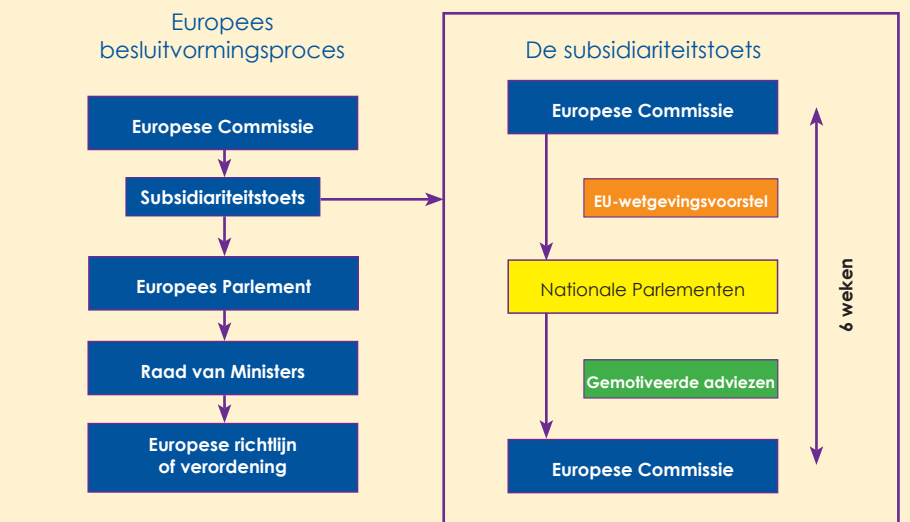 Europees
besluitvormingsproces
Europese Commissie
Subsidiariteitstoets
Europees Parlement
Raad van Ministers
Europese richtlijn
of verordening
De subsidiariteitstoets
Europese Commissie
EU-wetgevingsvoorstel
Nationale Parlementen
Gemotiveerde adviezen
Europese Commissie
6 weken